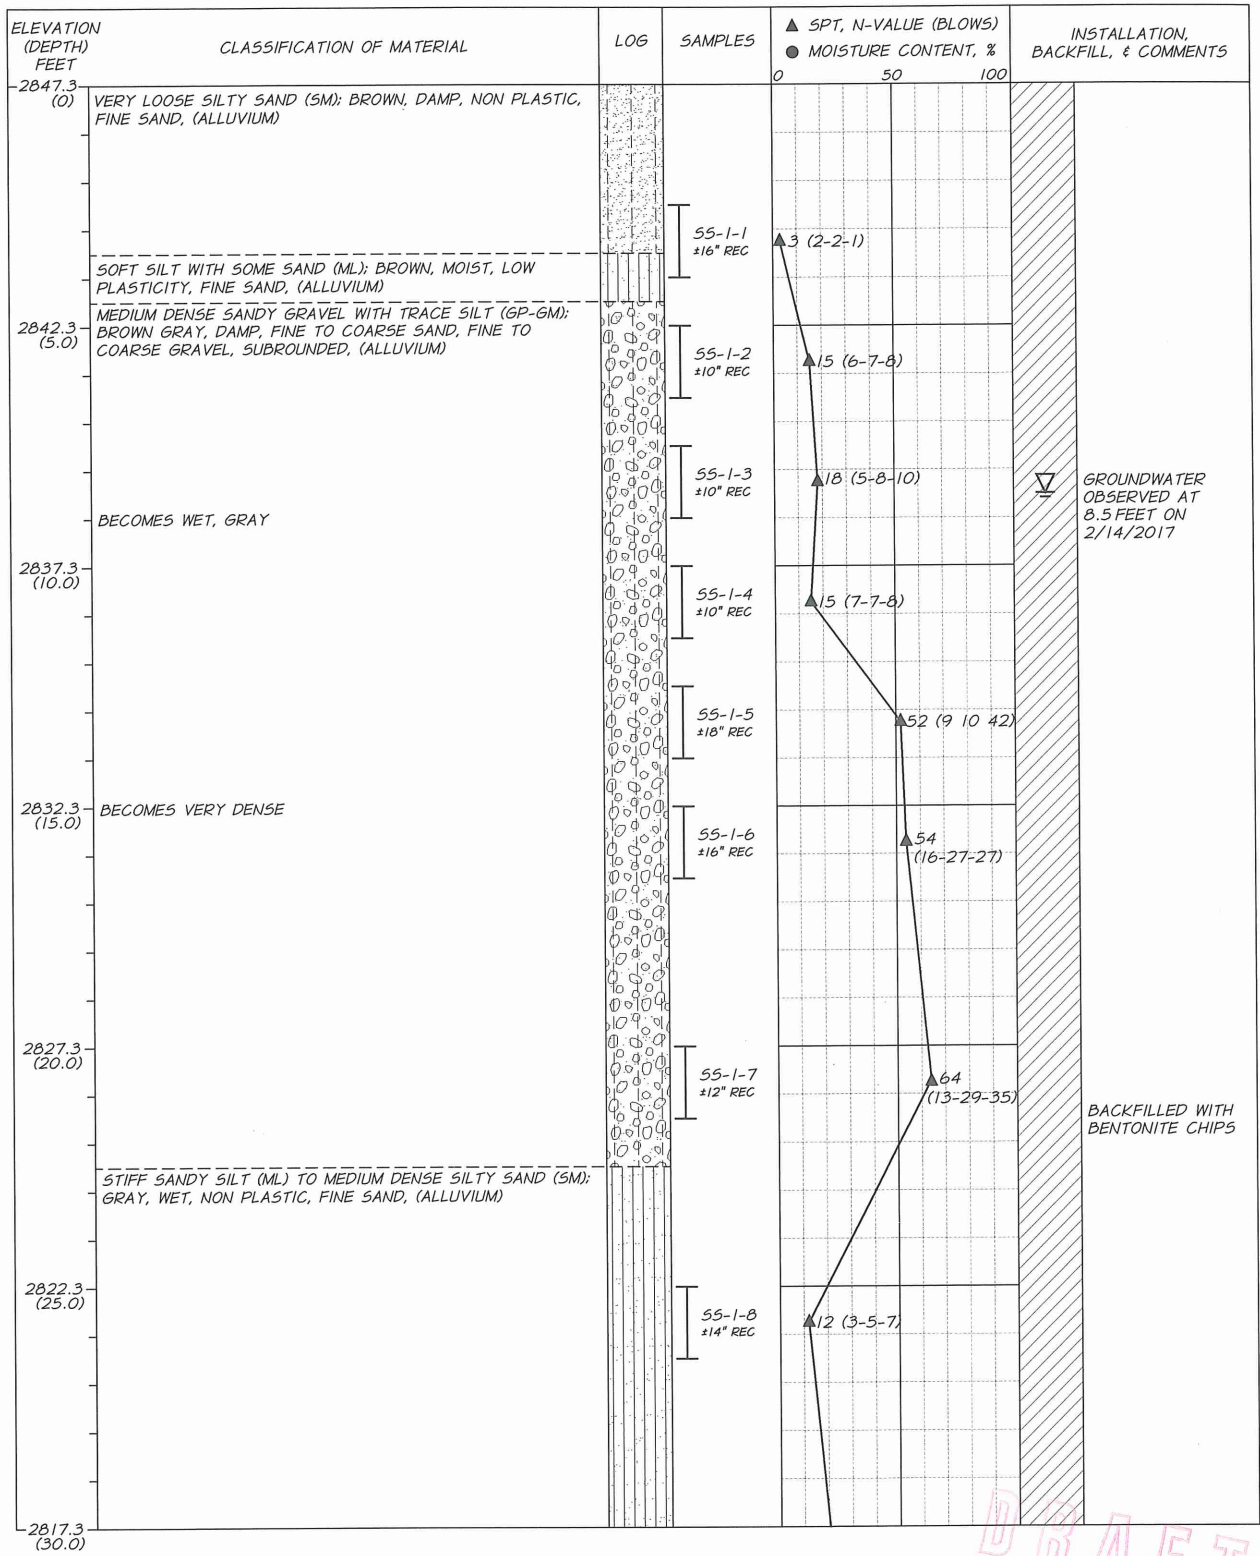 ELEVATION
(DEPTH)
FEET
CLASSIFICATION OF MATERIAL
LOG
SAMPLES
▲ SPT, N-VALUE (BLOWS)
● MOISTURE CONTENT, %
0 50 100
INSTALLATION,
BACKFILL, & COMMENTS
2847.3
(0)
VERY LOOSE SILTY SAND (SM); BROWN, DAMP, NON PLASTIC,
FINE SAND, (ALLUVIUM)
SS-1-1
±16" REC
3 (2-2-1)
SOFT SILT WITH SOME SAND (ML); BROWN, MOIST, LOW
PLASTICITY, FINE SAND, (ALLUVIUM)
MEDIUM DENSE SANDY GRAVEL WITH TRACE SILT (GP-GM);
BROWN GRAY, DAMP, FINE TO COARSE SAND, FINE TO
COARSE GRAVEL, SUBROUNDED, (ALLUVIUM)
2842.3
(5.0)
SS-1-2
±10" REC
15 (6-7-8)
SS-1-3
±10" REC
18 (5-8-10)
GROUNDWATER
OBSERVED AT
8.5 FEET ON
2/14/2017
BECOMES WET, GRAY
2837.3
(10.0)
SS-1-4
±10" REC
15 (7-7-8)
SS-1-5
±18" REC
52 (9 10 42)
2832.3
(15.0)
BECOMES VERY DENSE
SS-1-6
±16" REC
54
(16-27-27)
2827.3
(20.0)
SS-1-7
±12" REC
64
(13-29-35)
BACKFILLED WITH
BENTONITE CHIPS
STIFF SANDY SILT (ML) TO MEDIUM DENSE SILTY SAND (SM);
GRAY, WET, NON PLASTIC, FINE SAND, (ALLUVIUM)
2822.3
(25.0)
SS-1-8
±14" REC
12 (3-5-7)
2817.3
(30.0)
DRAFT